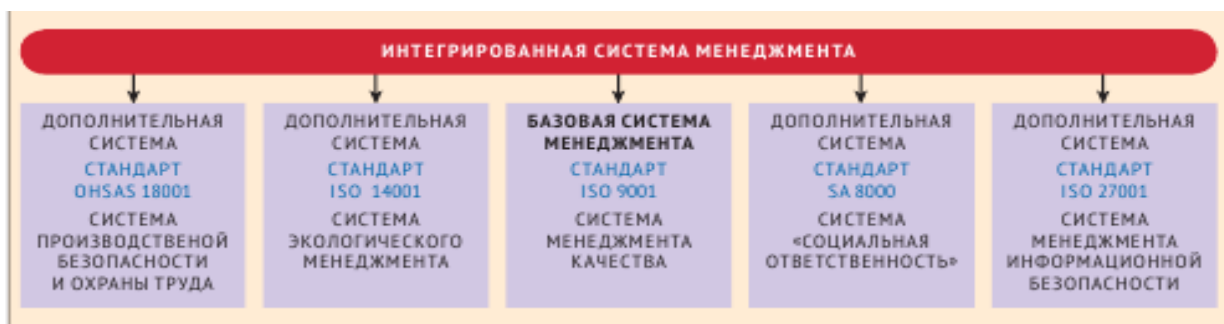 ИНТЕГРИРОВАННАЯ СИСТЕМА МЕНЕДЖМЕНТА
ДОПОЛНИТЕЛЬНАЯ
СИСТЕМА
СТАНДАРТ
OHSAS 18001
СИСТЕМА
ПРОИЗВОДСТВЕНОЙ
БЕЗОПАСНОСТИ
И ОХРАНЫ ТРУДА
ДОПОЛНИТЕЛЬНАЯ
СИСТЕМА
СТАНДАРТ
ISO 14001
СИСТЕМА
ЭКОЛОГИЧЕСКОГО
МЕНЕДЖМЕНТА
БАЗОВАЯ СИСТЕМА
МЕНЕДЖМЕНТА
СТАНДАРТ
ISO 9001
СИСТЕМА
МЕНЕДЖМЕНТА
КАЧЕСТВА
ДОПОЛНИТЕЛЬНАЯ
СИСТЕМА
СТАНДАРТ
SA 8000
СИСТЕМА
«СОЦИАЛЬНАЯ
ОТВЕТСТВЕННОСТЬ»
ДОПОЛНИТЕЛЬНАЯ
СИСТЕМА
СТАНДАРТ
ISO 27001
СИСТЕМА
МЕНЕДЖМЕНТА
ИНФОРМАЦИОННОЙ
БЕЗОПАСНОСТИ